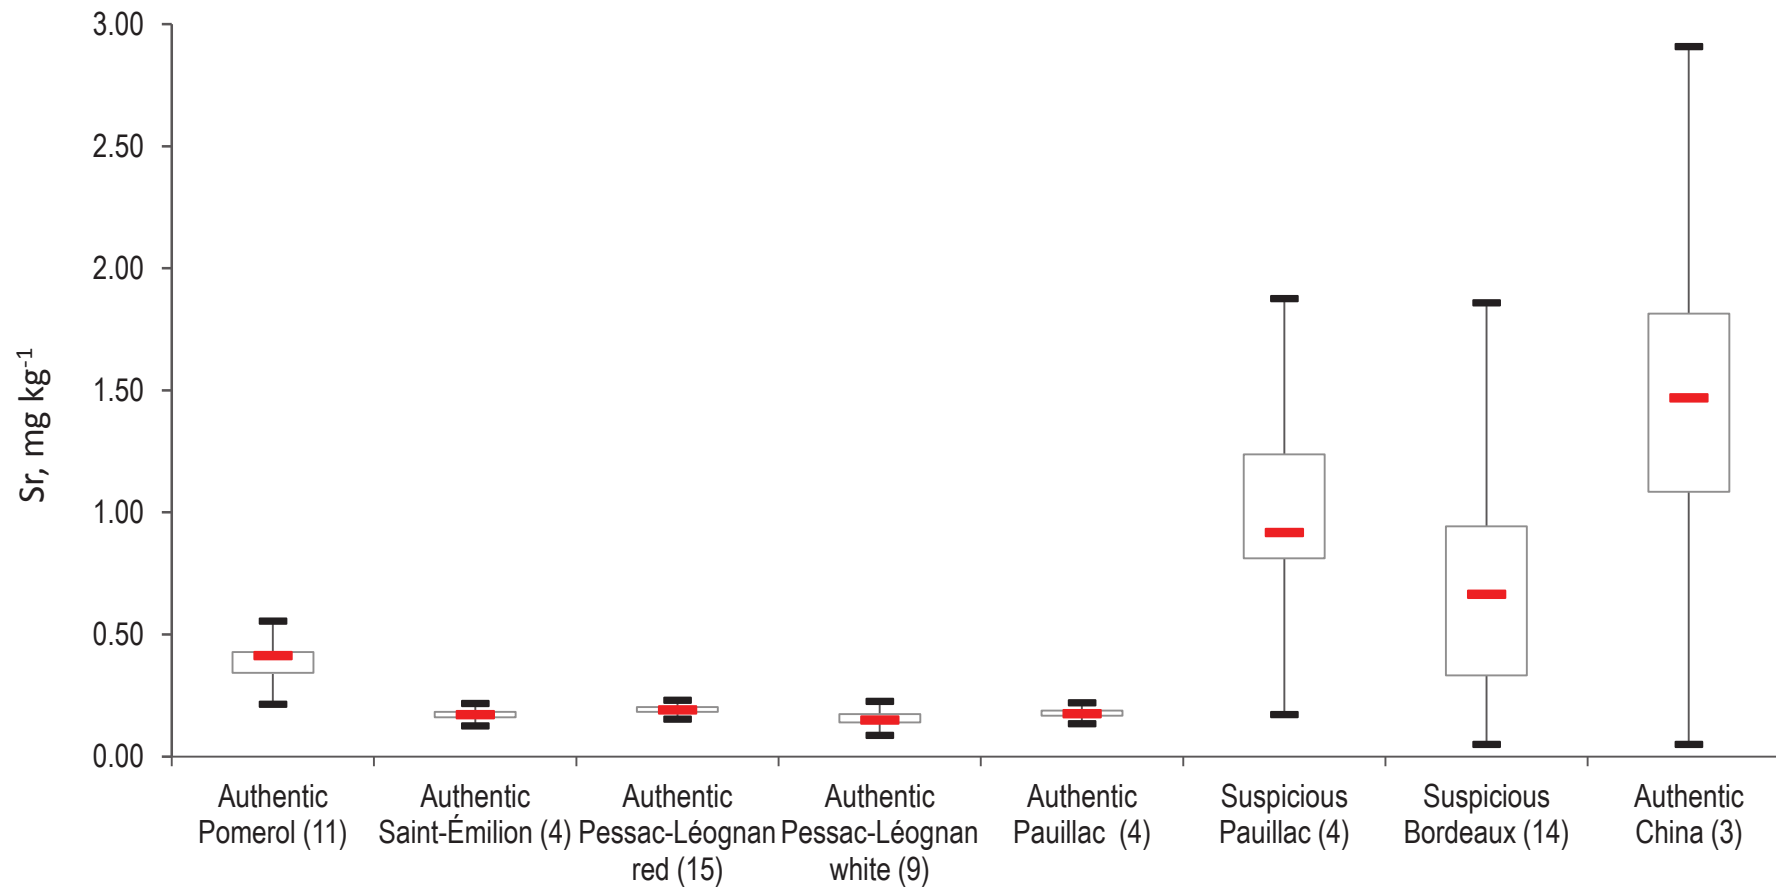 3.00
2.50
2.00
1.50
1.00
0.50
0.00
Sr, mg kg-1
Authentic
Pomerol (11)
Authentic
Saint-Émilion (4)
Authentic
Pessac-Léognan
red (15)
Authentic
Pessac-Léognan
white (9)
Authentic
Pauillac (4)
Suspicious
Pauillac (4)
Suspicious
Bordeaux (14)
Authentic
China (3)